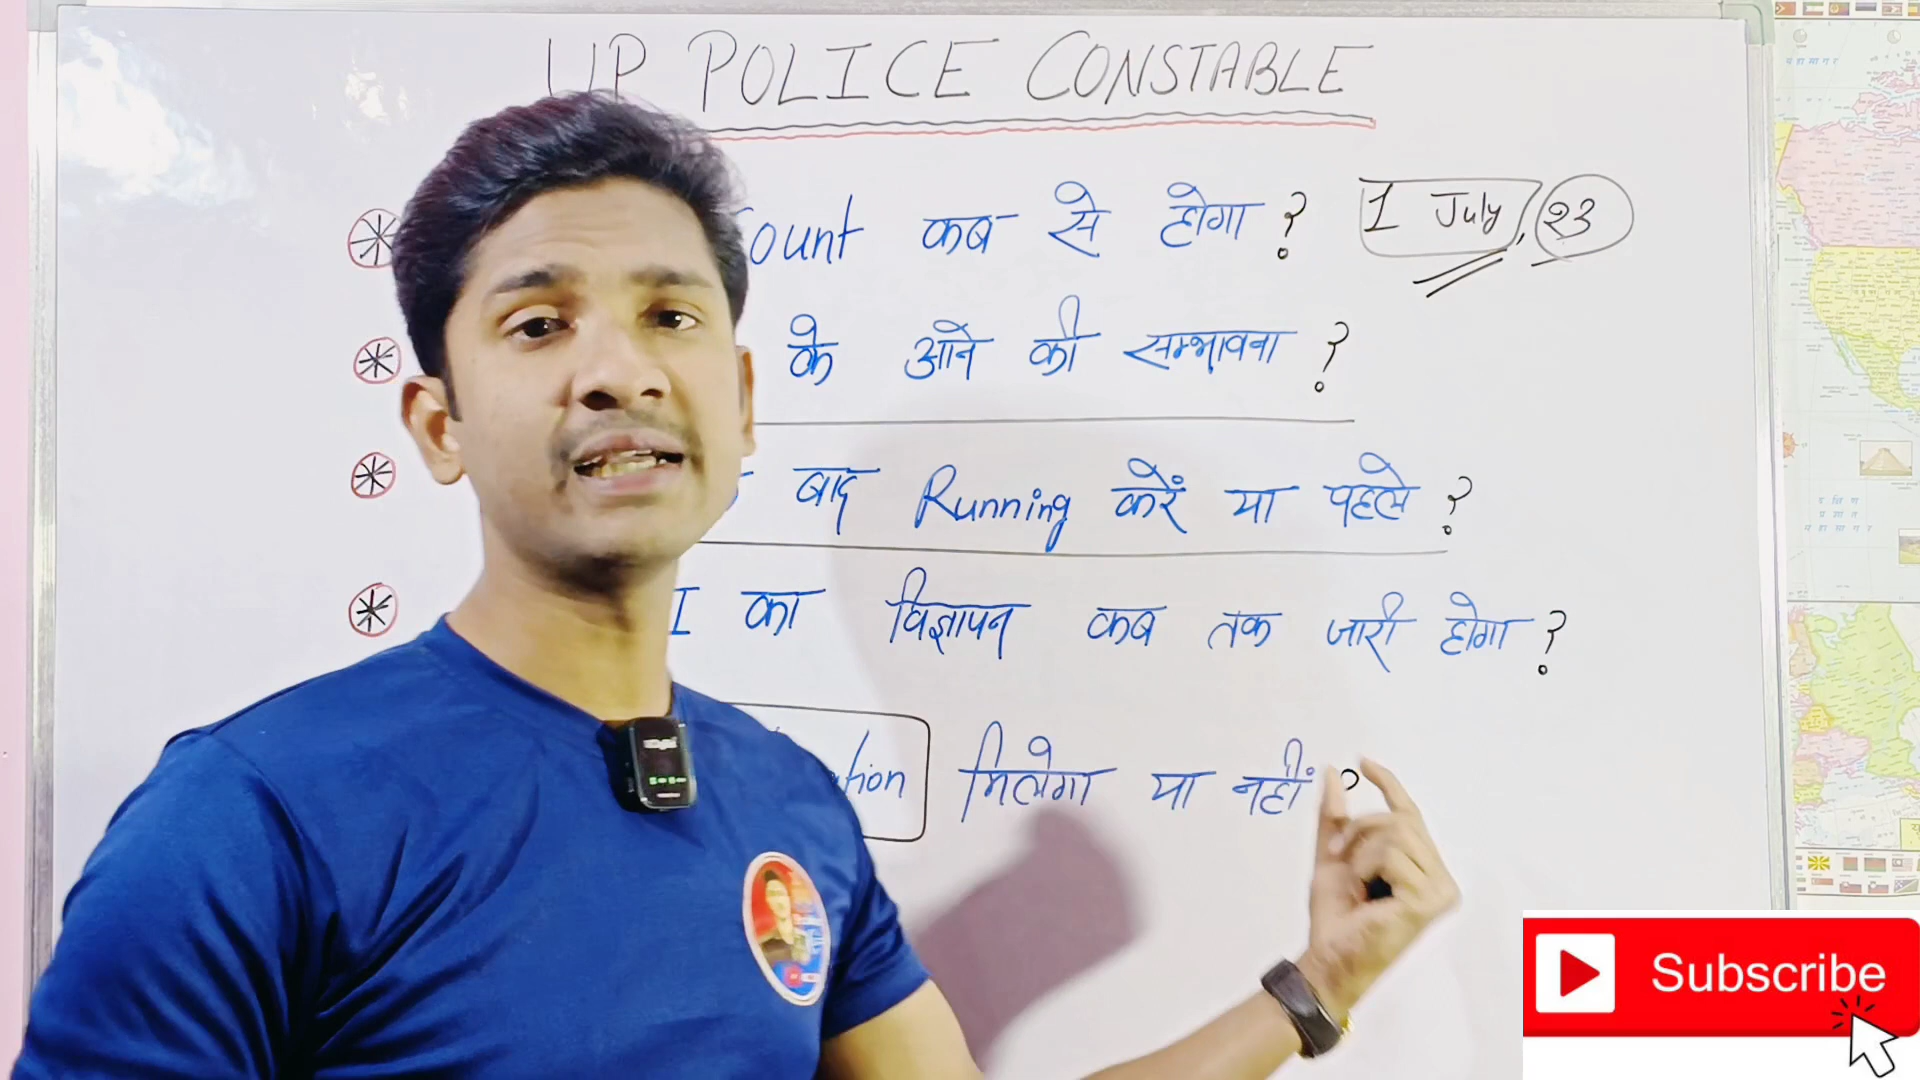 UP POLICE CONSTABLE
ount कब से होगा ? 1 July, 23
के आने की सम्भावना ?
बाद Running करें या पहले ?
I का विज्ञापन कब तक जारी होगा ?
tion मिलेगा या नहीं ?
Subscribe